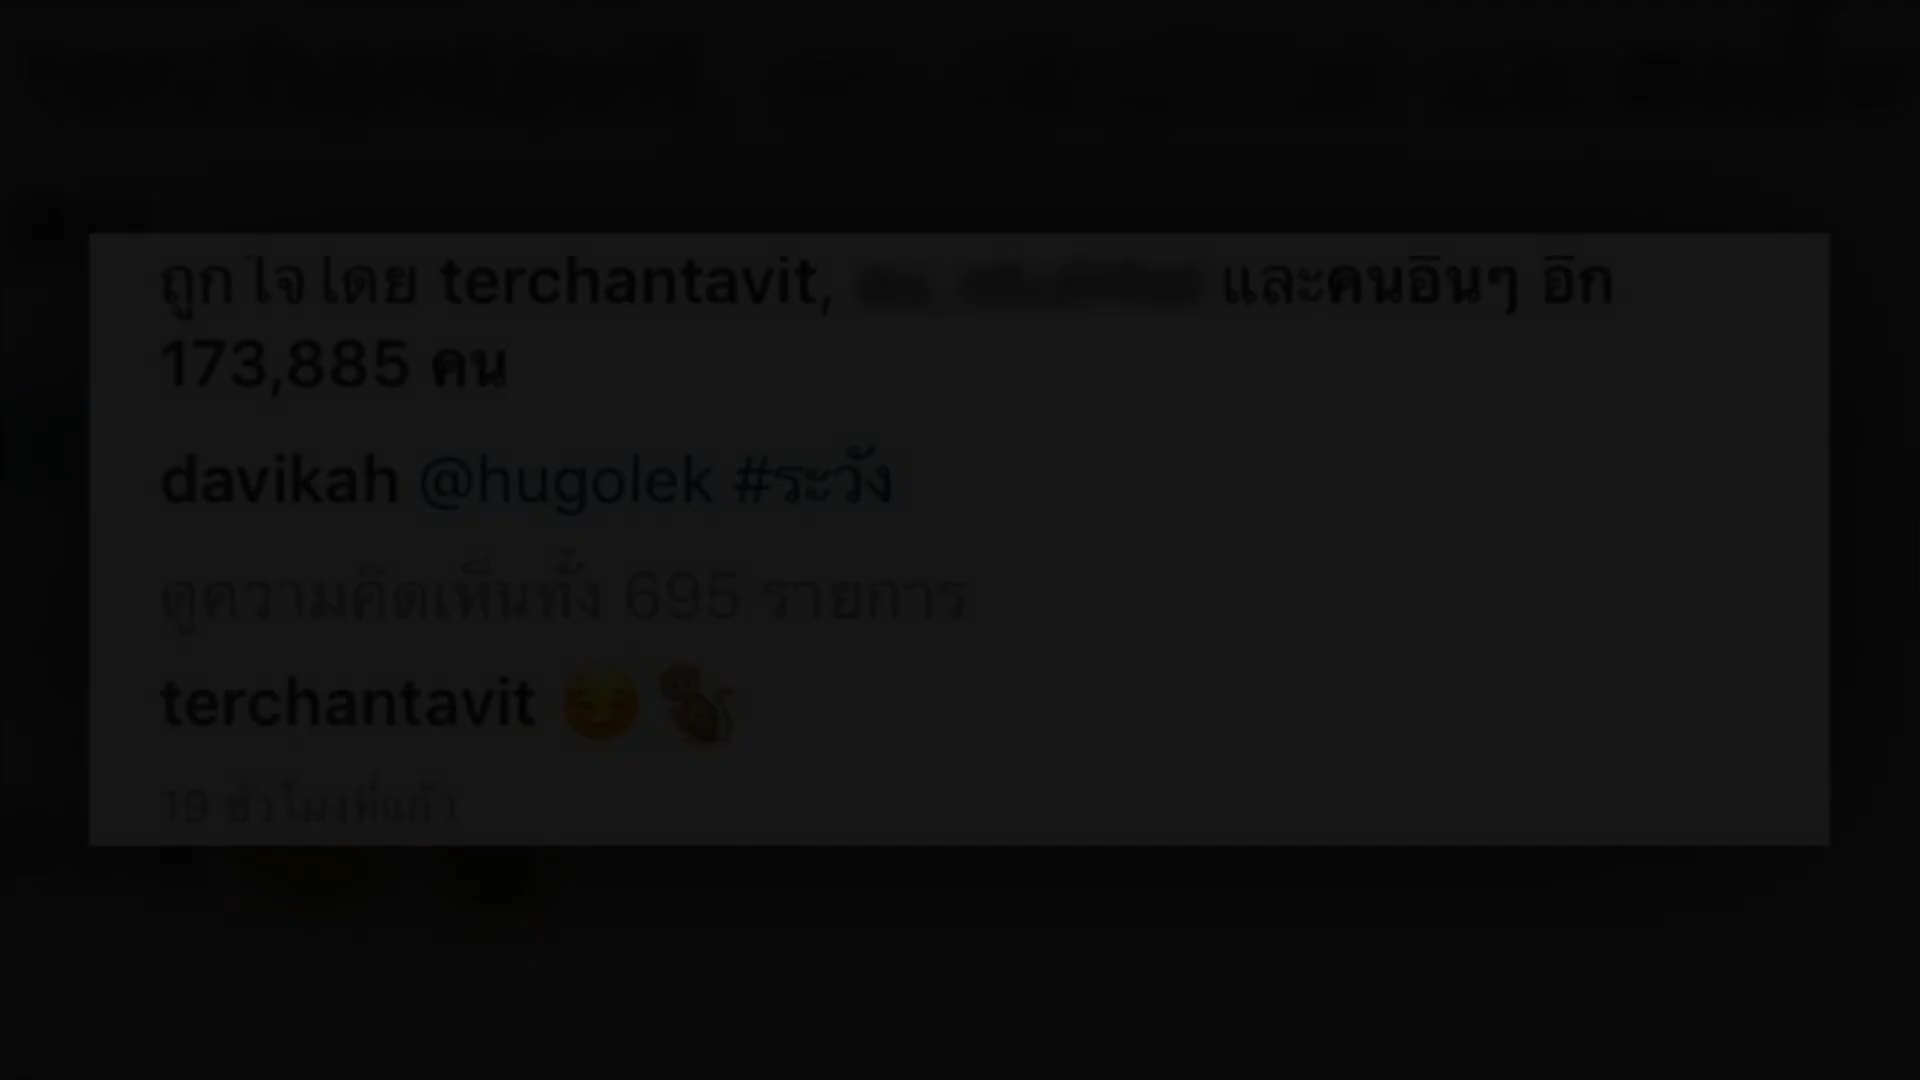 ถูกใจโดย terchantavit, และคนอื่นๆ อีก
173,885 คน
davikah @hugolek #ระวัง
ดูความคิดเห็นทั้ง 695 รายการ
terchantavit 😏🐒
19 ชั่วโมงที่แล้ว